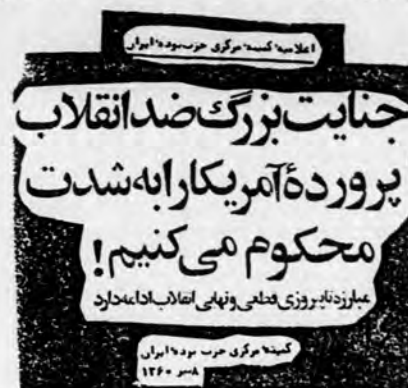 اعلامیهٔ کمیتهٔ مرکزی حزب تودهٔ ایران
جنایت بزرگ ضد انقلاب
پروردهٔ آمریکا را به شدت
محکوم می‌کنیم!
مبارزه تا پیروزی قطعی و نهایی انقلاب ادامه دارد
کمیتهٔ مرکزی حزب تودهٔ ایران
۸ تیر ۱۳۶۰